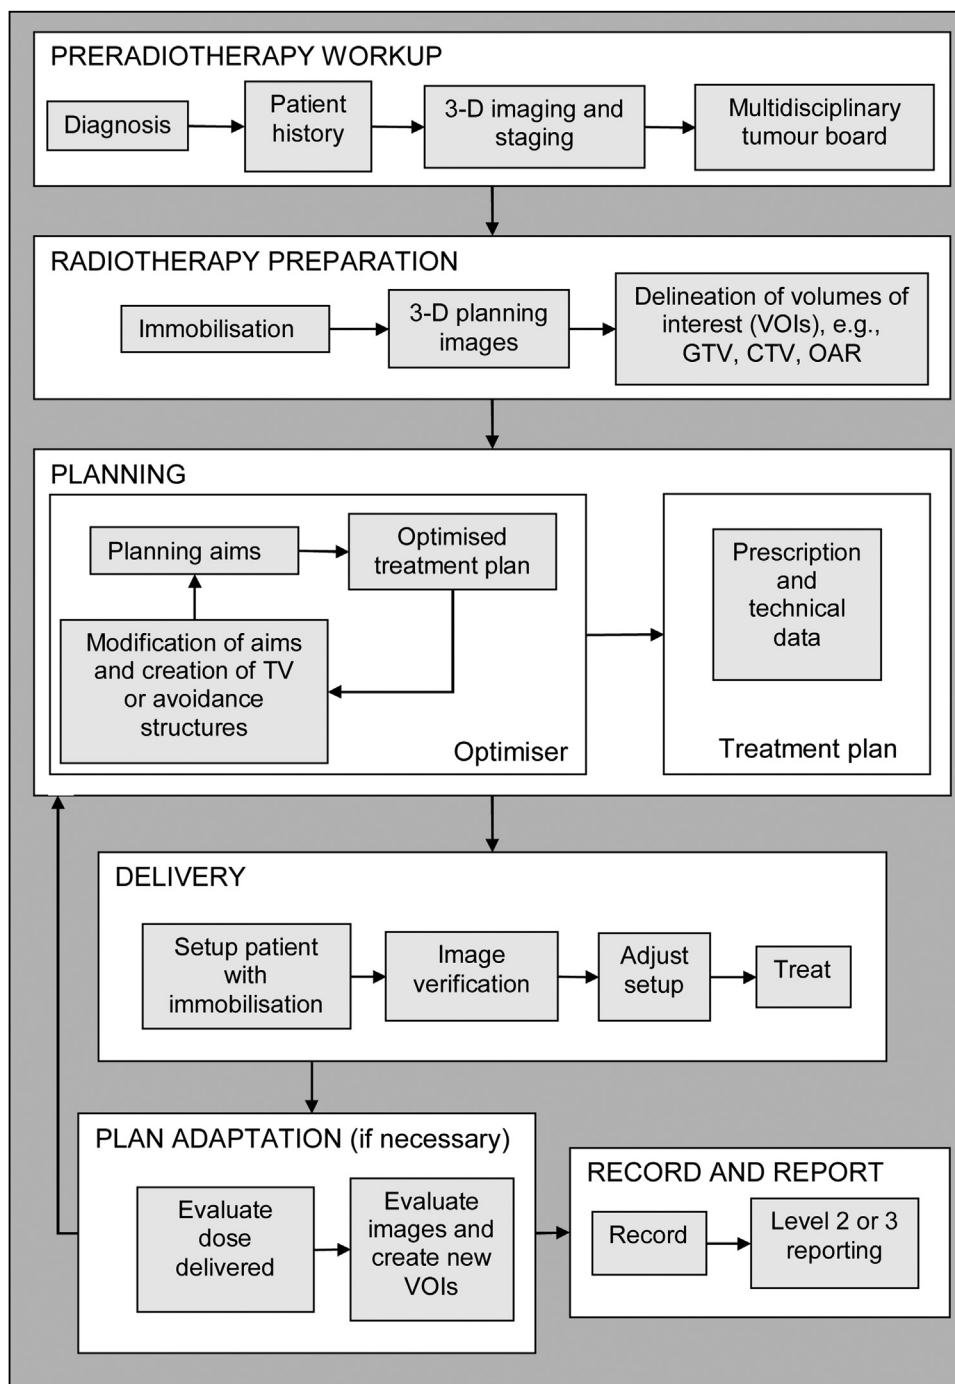 PRERADIOTHERAPY WORKUP
Diagnosis
Patient
history
3-D imaging and
staging
Multidisciplinary
tumour board
RADIOTHERAPY PREPARATION
Immobilisation
3-D planning
images
Delineation of volumes of
interest (VOIs), e.g.,
GTV, CTV, OAR
PLANNING
Planning aims
Optimised
treatment plan
Modification of aims
and creation of TV
or avoidance
structures
Optimiser
Prescription
and
technical
data
Treatment plan
DELIVERY
Setup patient
with
immobilisation
Image
verification
Adjust
setup
Treat
PLAN ADAPTATION (if necessary)
Evaluate
dose
delivered
Evaluate
images and
create new
VOIs
RECORD AND REPORT
Record
Level 2 or 3
reporting